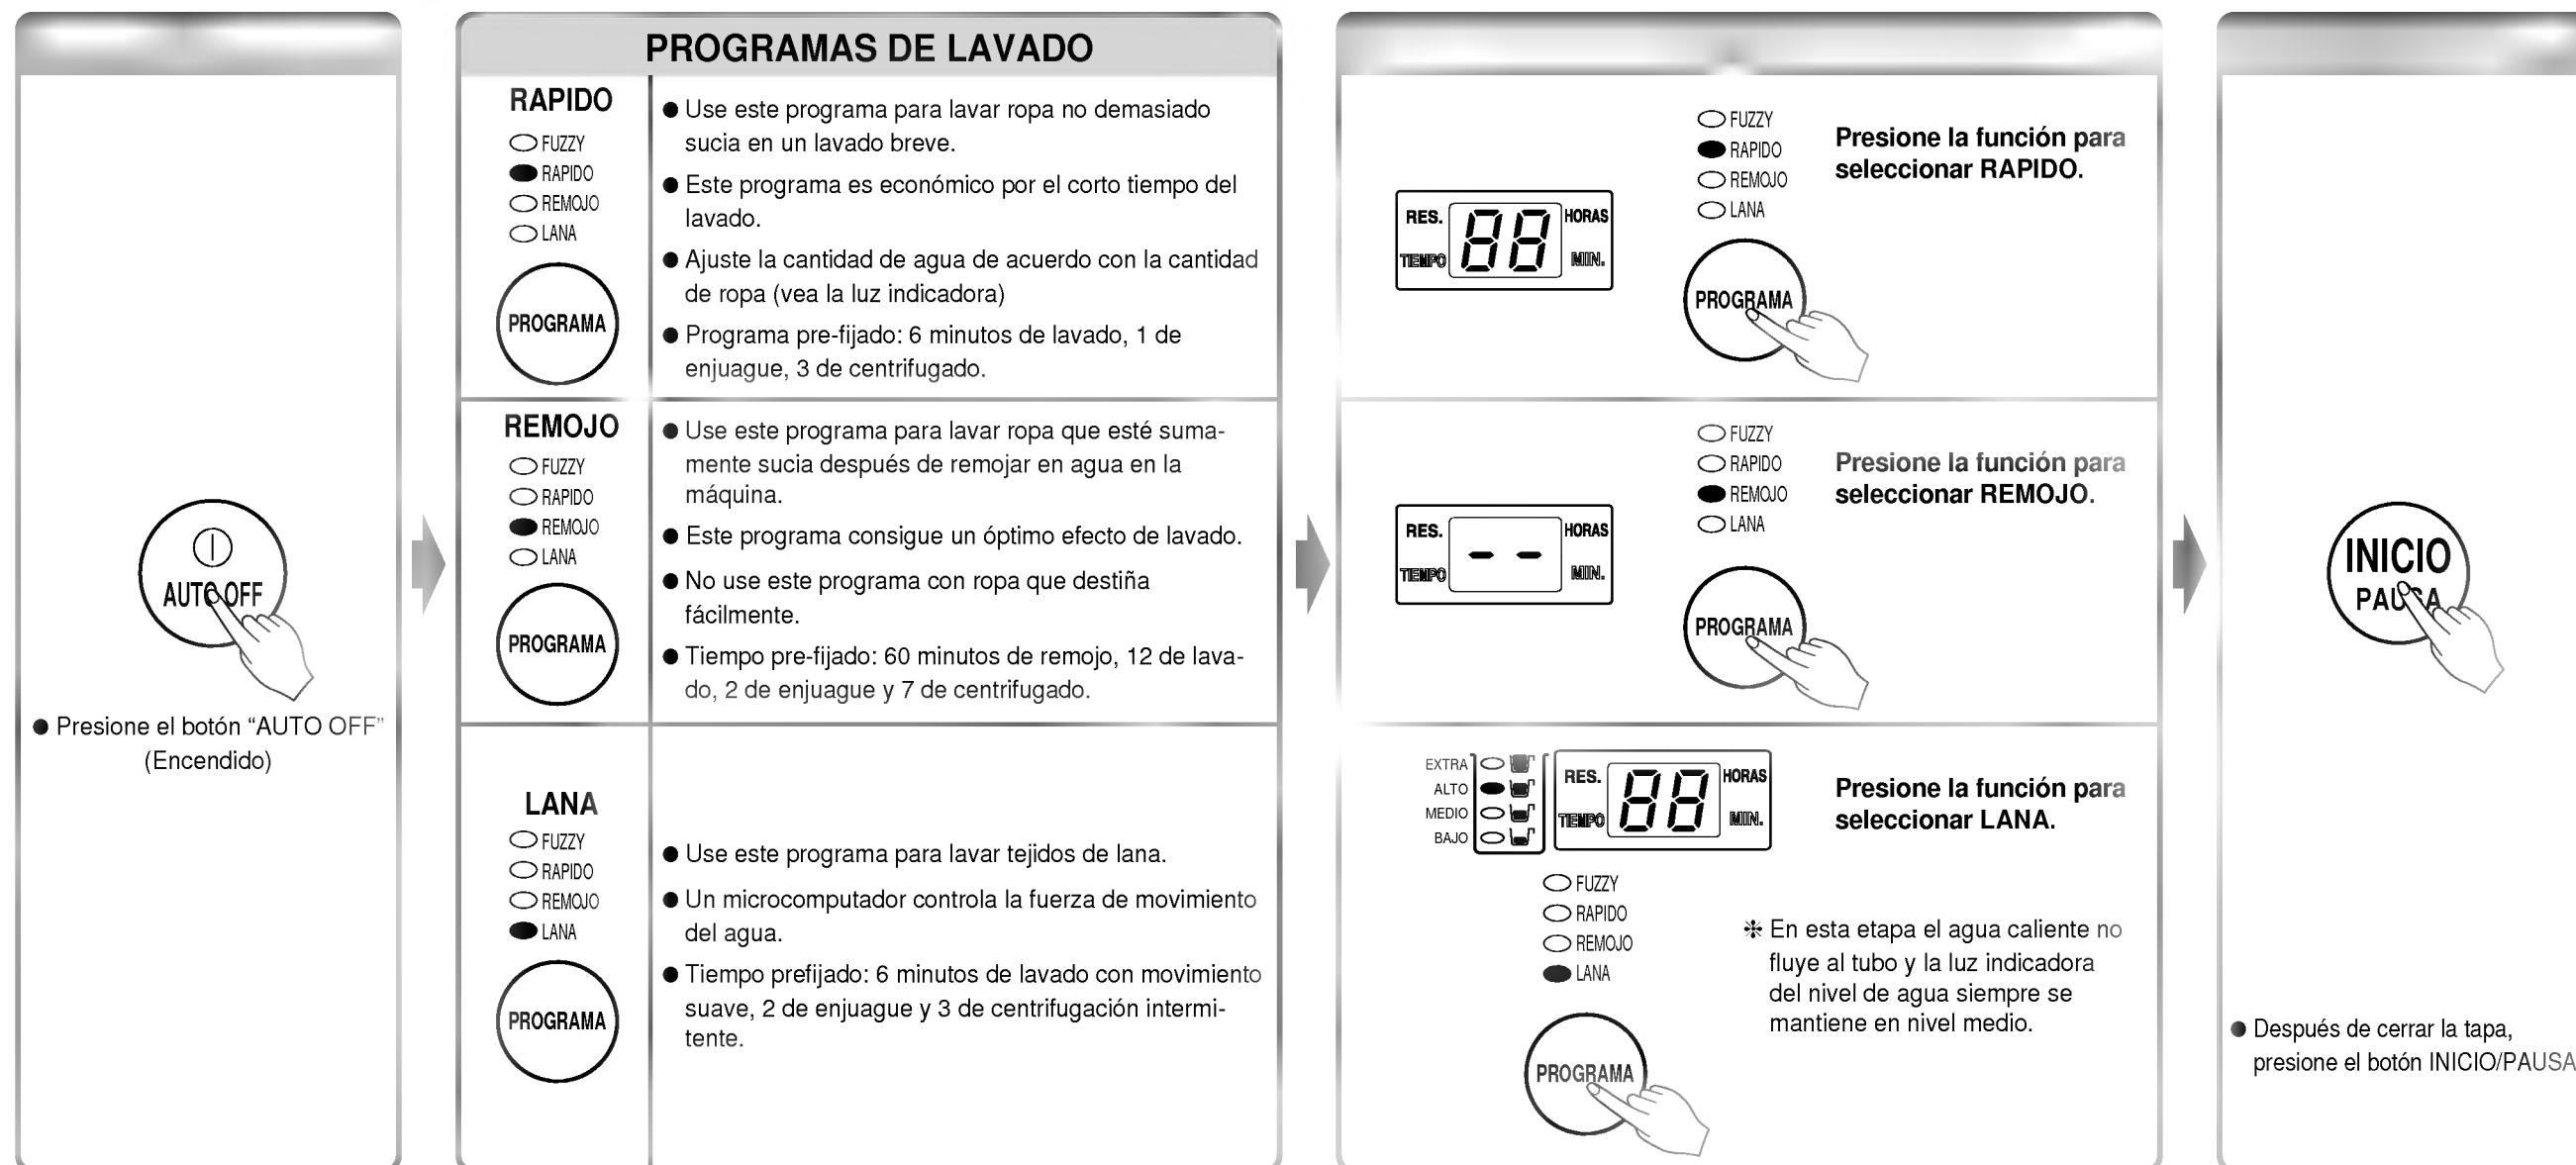 AUTO OFF
● Presione el botón “AUTO OFF”
(Encendido)
PROGRAMAS DE LAVADO
RAPIDO
FUZZY
RAPIDO
REMOJO
LANA
PROGRAMA
● Use este programa para lavar ropa no demasiado
sucia en un lavado breve.
● Este programa es económico por el corto tiempo del
lavado.
● Ajuste la cantidad de agua de acuerdo con la cantidad
de ropa (vea la luz indicadora)
● Programa pre-fijado: 6 minutos de lavado, 1 de
enjuague, 3 de centrifugado.
REMOJO
FUZZY
RAPIDO
REMOJO
LANA
PROGRAMA
● Use este programa para lavar ropa que esté suma-
mente sucia después de remojar en agua en la
máquina.
● Este programa consigue un óptimo efecto de lavado.
● No use este programa con ropa que destiña
fácilmente.
● Tiempo pre-fijado: 60 minutos de remojo, 12 de lava-
do, 2 de enjuague y 7 de centrifugado.
LANA
FUZZY
RAPIDO
REMOJO
LANA
PROGRAMA
● Use este programa para lavar tejidos de lana.
● Un microcomputador controla la fuerza de movimiento
del agua.
● Tiempo prefijado: 6 minutos de lavado con movimiento
suave, 2 de enjuague y 3 de centrifugación intermi-
tente.
RES. 88 HORAS
TIEMPO MIN.
FUZZY
RAPIDO
REMOJO
LANA
PROGRAMA
Presione la función para
seleccionar RAPIDO.
RES. - - HORAS
TIEMPO MIN.
FUZZY
RAPIDO
REMOJO
LANA
PROGRAMA
Presione la función para
seleccionar REMOJO.
EXTRA
ALTO
MEDIO
BAJO
RES. 88 HORAS
TIEMPO MIN.
Presione la función para
seleccionar LANA.
FUZZY
RAPIDO
REMOJO
LANA
PROGRAMA
❉ En esta etapa el agua caliente no
fluye al tubo y la luz indicadora
del nivel de agua siempre se
mantiene en nivel medio.
INICIO
PAUSA
● Después de cerrar la tapa,
presione el botón INICIO/PAUSA